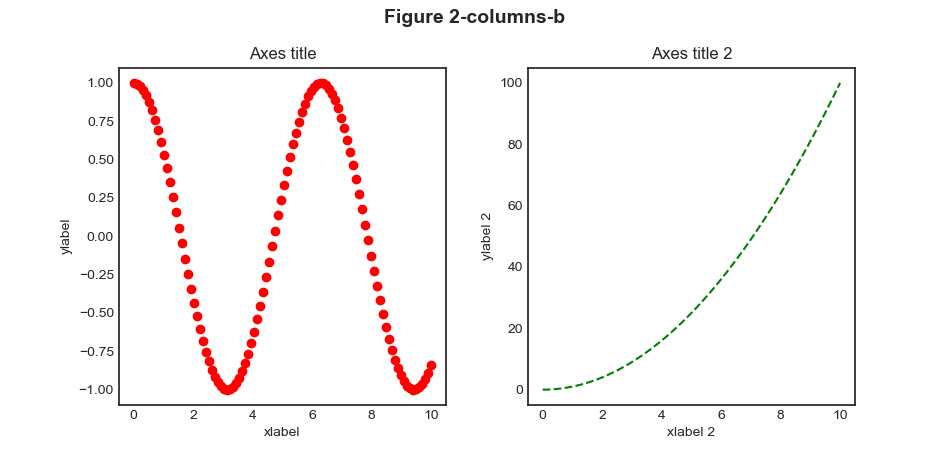 Figure 2-columns-b
Axes title
1.00
0.75
0.50
0.25
0.00
−0.25
−0.50
−0.75
−1.00
ylabel
0 2 4 6 8 10
xlabel
Axes title 2
100
80
60
40
20
0
ylabel 2
0 2 4 6 8 10
xlabel 2